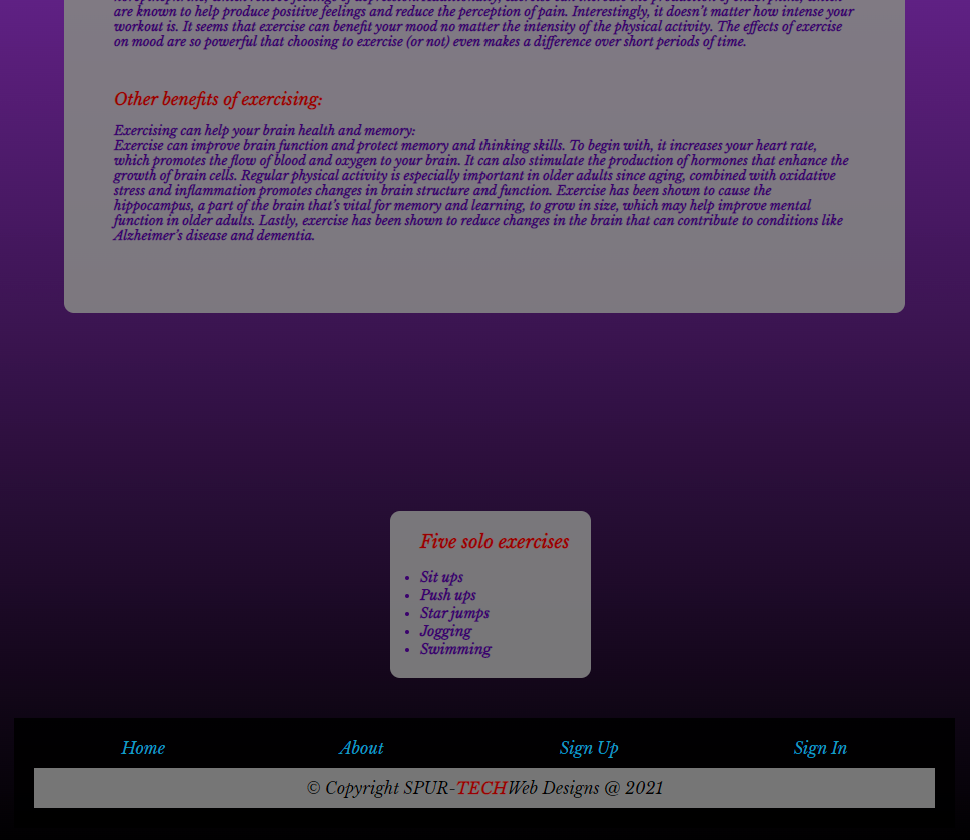 are known to help produce positive feelings and reduce the perception of pain. Interestingly, it doesn't matter how intense your
workout is. It seems that exercise can benefit your mood no matter the intensity of the physical activity. The effects of exercise
on mood are so powerful that choosing to exercise (or not) even makes a difference over short periods of time.
Other benefits of exercising:
Exercising can help your brain health and memory:
Exercise can improve brain function and protect memory and thinking skills. To begin with, it increases your heart rate,
which promotes the flow of blood and oxygen to your brain. It can also stimulate the production of hormones that enhance the
growth of brain cells. Regular physical activity is especially important in older adults since aging, combined with oxidative
stress and inflammation promotes changes in brain structure and function. Exercise has been shown to cause the
hippocampus, a part of the brain that's vital for memory and learning, to grow in size, which may help improve mental
function in older adults. Lastly, exercise has been shown to reduce changes in the brain that can contribute to conditions like
Alzheimer's disease and dementia.
Five solo exercises
• Sit ups
• Push ups
• Star jumps
• Jogging
• Swimming
Home About Sign Up Sign In
© Copyright SPUR-TECHWeb Designs @ 2021